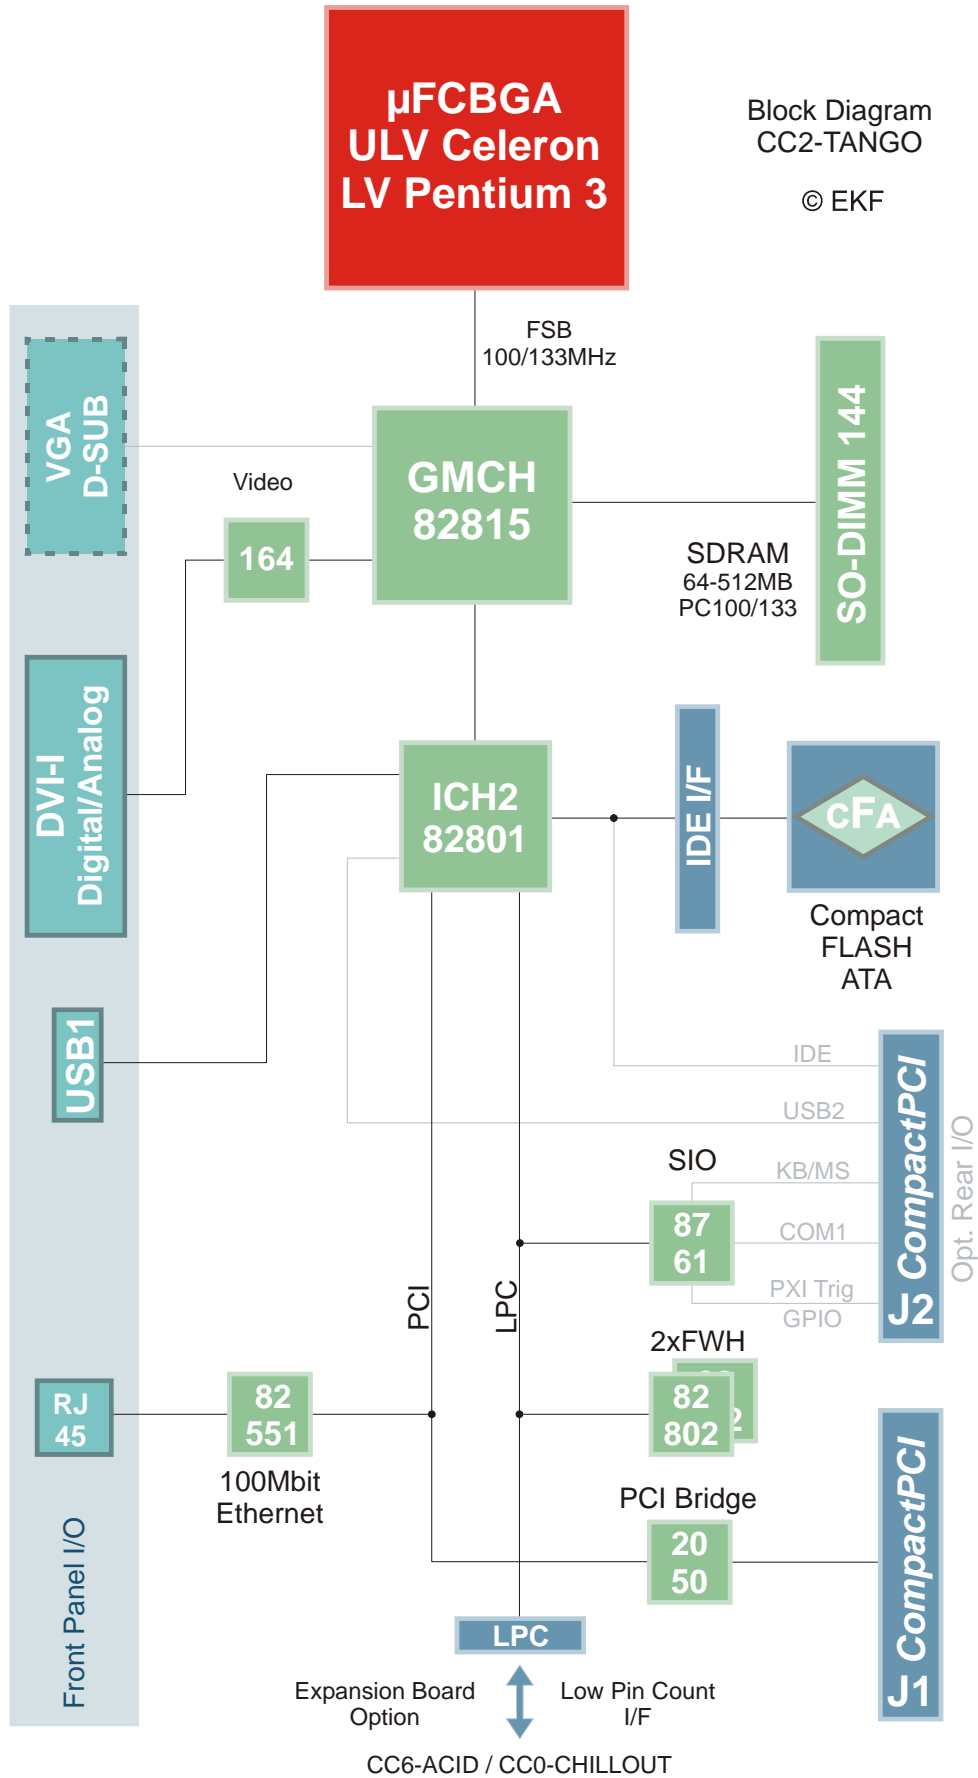 µFCBGA
ULV Celeron
LV Pentium 3
Block Diagram
CC2-TANGO
© EKF
FSB
100/133MHz
VGA
D-SUB
Video
164
GMCH
82815
SDRAM
64-512MB
PC100/133
SO-DIMM 144
DVI-I
Digital/Analog
ICH2
82801
IDE I/F
CFA
Compact
FLASH
ATA
USB1
IDE
USB2
SIO
KB/MS
87
61
COM1
PXI Trig
GPIO
J2 CompactPCI
Opt. Rear I/O
PCI
LPC
2xFWH
82
802
RJ
45
82
551
100Mbit
Ethernet
PCI Bridge
20
50
J1 CompactPCI
Front Panel I/O
LPC
Expansion Board
Option
Low Pin Count
I/F
CC6-ACID / CC0-CHILLOUT